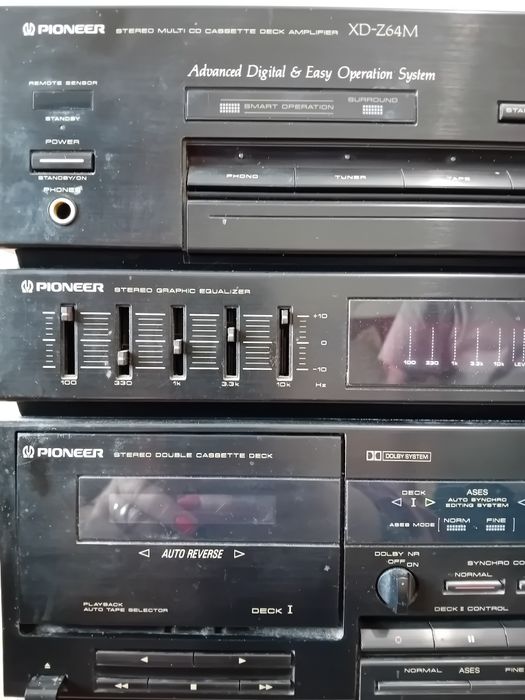 PIONEER STEREO MULTI CD CASSETTE DECK AMPLIFIER XD-Z64M
Advanced Digital & Easy Operation System
REMOTE SENSOR
SMART OPERATION SURROUND
STANDBY
POWER
STANDBY/ON
PHONES
PHONO TUNER TAPE
PIONEER STEREO GRAPHIC EQUALIZER
+10
0
-10
100 330 1k 3.3k 10k Hz
100 330 1k 3.3k 10k LEV
PIONEER STEREO DOUBLE CASSETTE DECK
DOLBY SYSTEM
DECK I
ASES
AUTO SYNCHRO
EDITING SYSTEM
ASES MODE NORM FINE
AUTO REVERSE
DOLBY NR
OFF ON
SYNCHRO CO
NORMAL
PLAYBACK
AUTO TAPE SELECTOR
DECK I
DECK II CONTROL
NORMAL ASES FINE